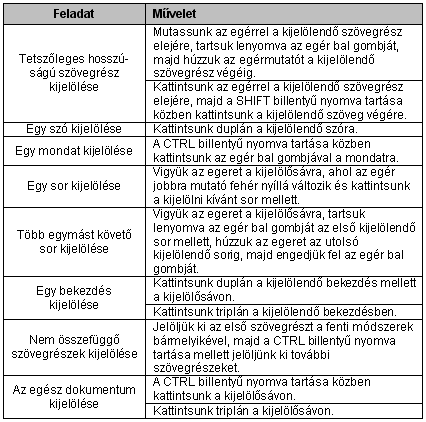 Feladat
Művelet
Tetszőleges hosszú-
ságú szövegrész
kijelölése
Mutassunk az egérrel a kijelölendő szövegrész
elejére, tartsuk lenyomva az egér bal gombját,
majd húzzuk az egérmutatót a kijelölendő
szövegrész végéig.
Kattintsunk az egérrel a kijelölendő szövegrész
elejére, majd a SHIFT billentyű nyomva tartása
közben kattintsunk a kijelölendő szöveg végére.
Egy szó kijelölése
Kattintsunk duplán a kijelölendő szóra.
Egy mondat kijelölése
A CTRL billentyű nyomva tartása közben
kattintsunk az egér bal gombjával a mondatra.
Egy sor kijelölése
Vigyük az egeret a kijelölősávra, ahol az egér
jobbra mutató fehér nyíllá változik és kattintsunk
a kijelölni kívánt sor mellett.
Több egymást követő
sor kijelölése
Vigyük az egeret a kijelölősávra, tartsuk
lenyomva az egér bal gombját az első kijelölendő
sor mellett, húzzuk az egeret az utolsó
kijelölendő sorig, majd engedjük fel az egér bal
gombját.
Egy bekezdés
kijelölése
Kattintsunk duplán a kijelölendő bekezdés mellett
a kijelölősávon.
Kattintsunk triplán a kijelölendő bekezdésben.
Nem összefüggő
szövegrészek kijelölése
Jelöljük ki az első szövegrészt a fenti módszerek
bármelyikével, majd a CTRL billentyű nyomva
tartása mellett jelöljünk ki további
szövegrészeket.
Az egész dokumentum
kijelölése
A CTRL billentyű nyomva tartása közben
kattintsunk a kijelölősávon.
Kattintsunk triplán a kijelölősávon.